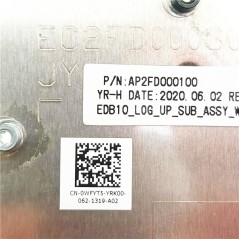 P/N:AP2FD000100
YR-H DATE:2020.06.02 RE
EDB10_LOG_UP_SUB_ASSY_W
CN-0WFYT5-YRK00-
062-1319-A02